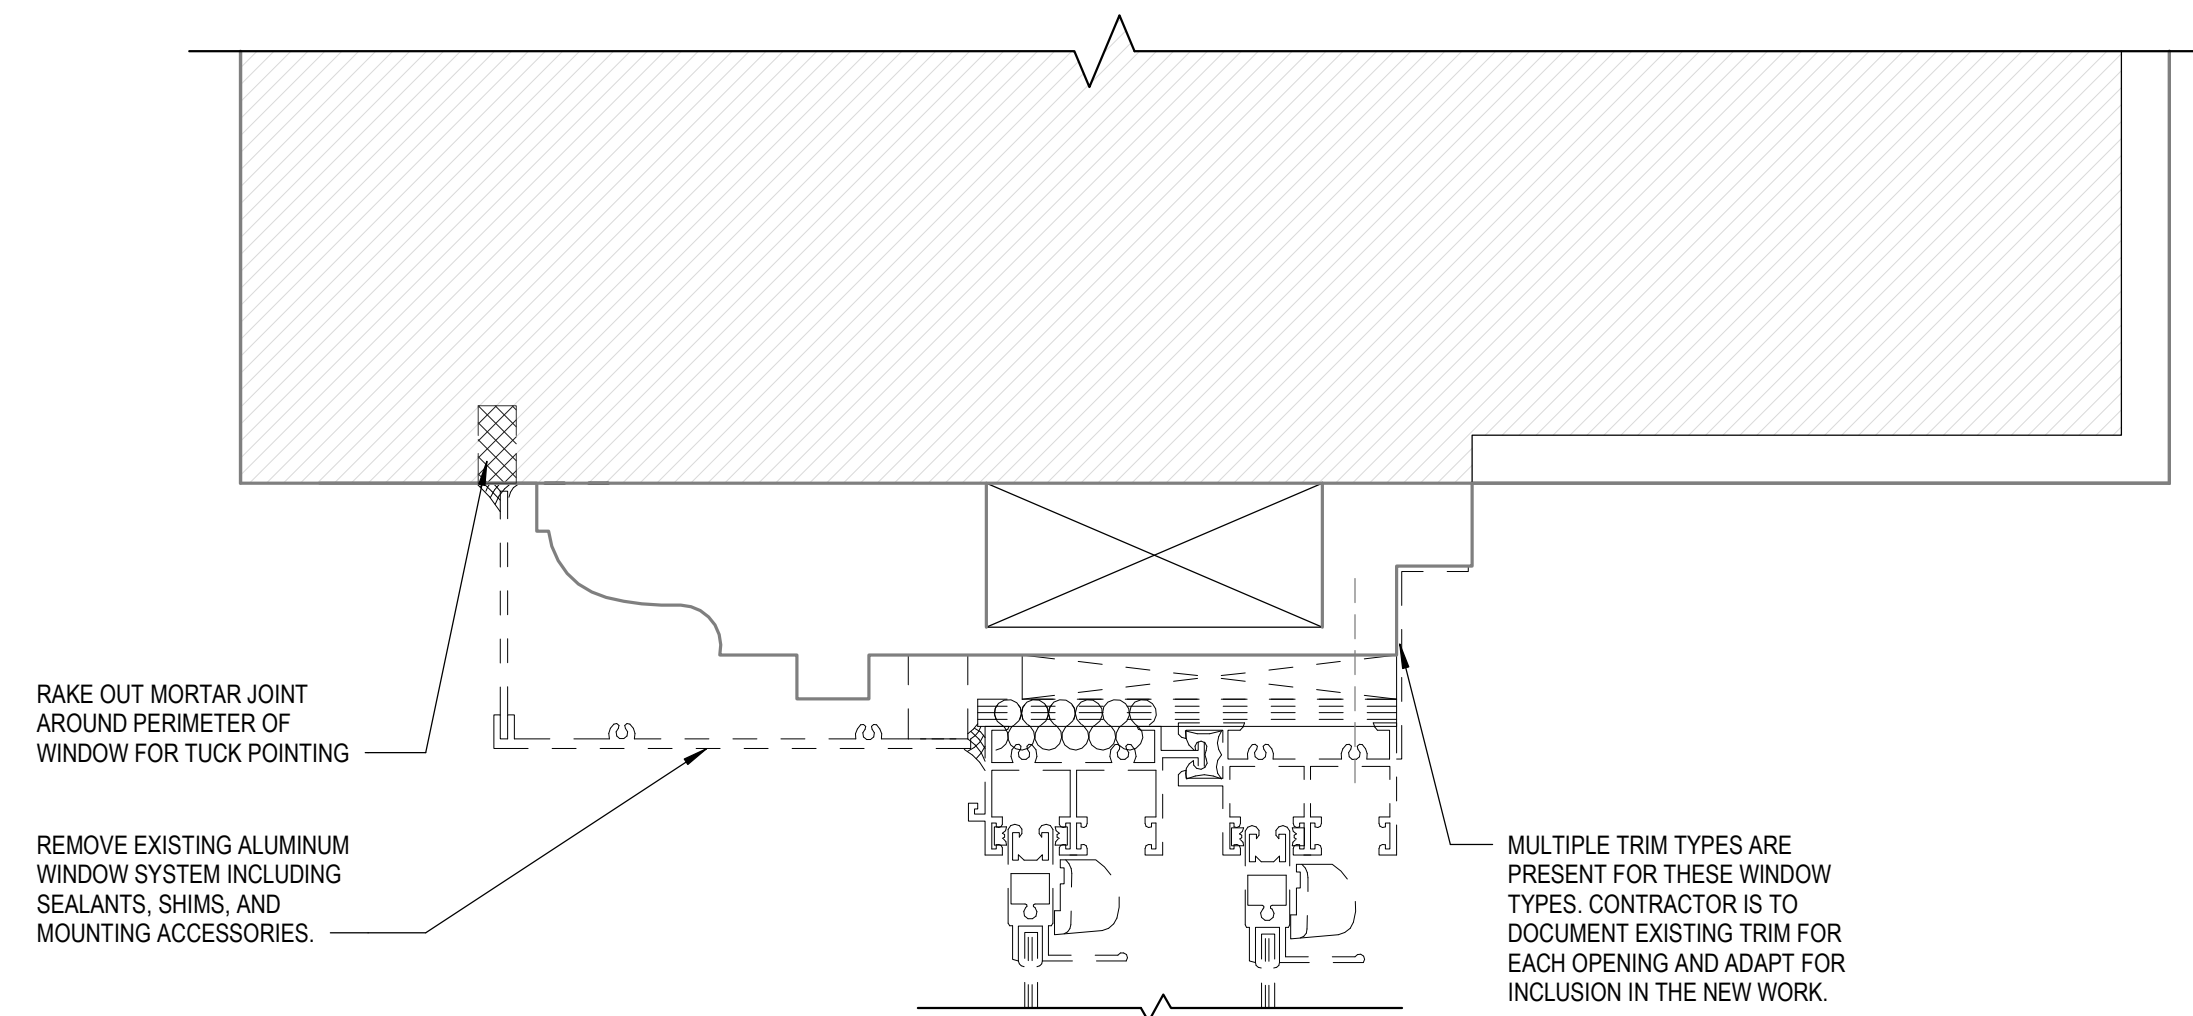 RAKE OUT MORTAR JOINT
AROUND PERIMETER OF
WINDOW FOR TUCK POINTING
REMOVE EXISTING ALUMINUM
WINDOW SYSTEM INCLUDING
SEALANTS, SHIMS, AND
MOUNTING ACCESSORIES.
MULTIPLE TRIM TYPES ARE
PRESENT FOR THESE WINDOW
TYPES. CONTRACTOR IS TO
DOCUMENT EXISTING TRIM FOR
EACH OPENING AND ADAPT FOR
INCLUSION IN THE NEW WORK.